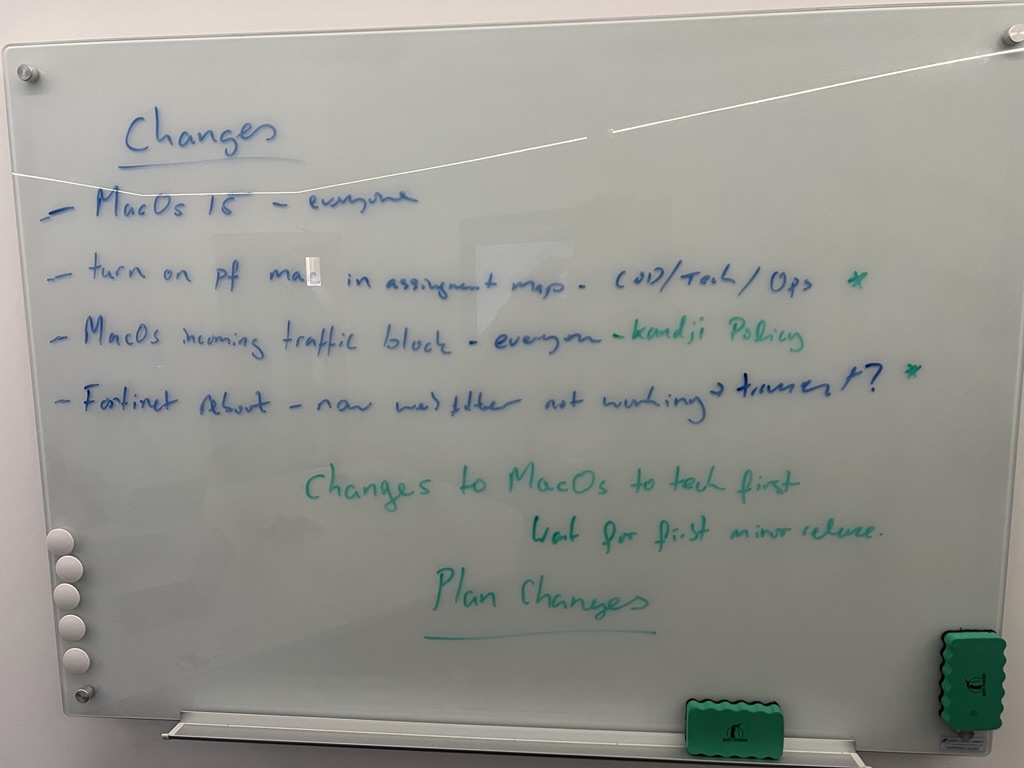 Changes
- MacOs 15 - everyone
- turn on pf mac in assignment map - COO/Tech/Ops *
- MacOs incoming traffic block - everyone - kandji Policy
- Fortinet reboot - now web filter not working → ? *
Changes to MacOs to tech first
Wait for first minor release.
Plan Changes